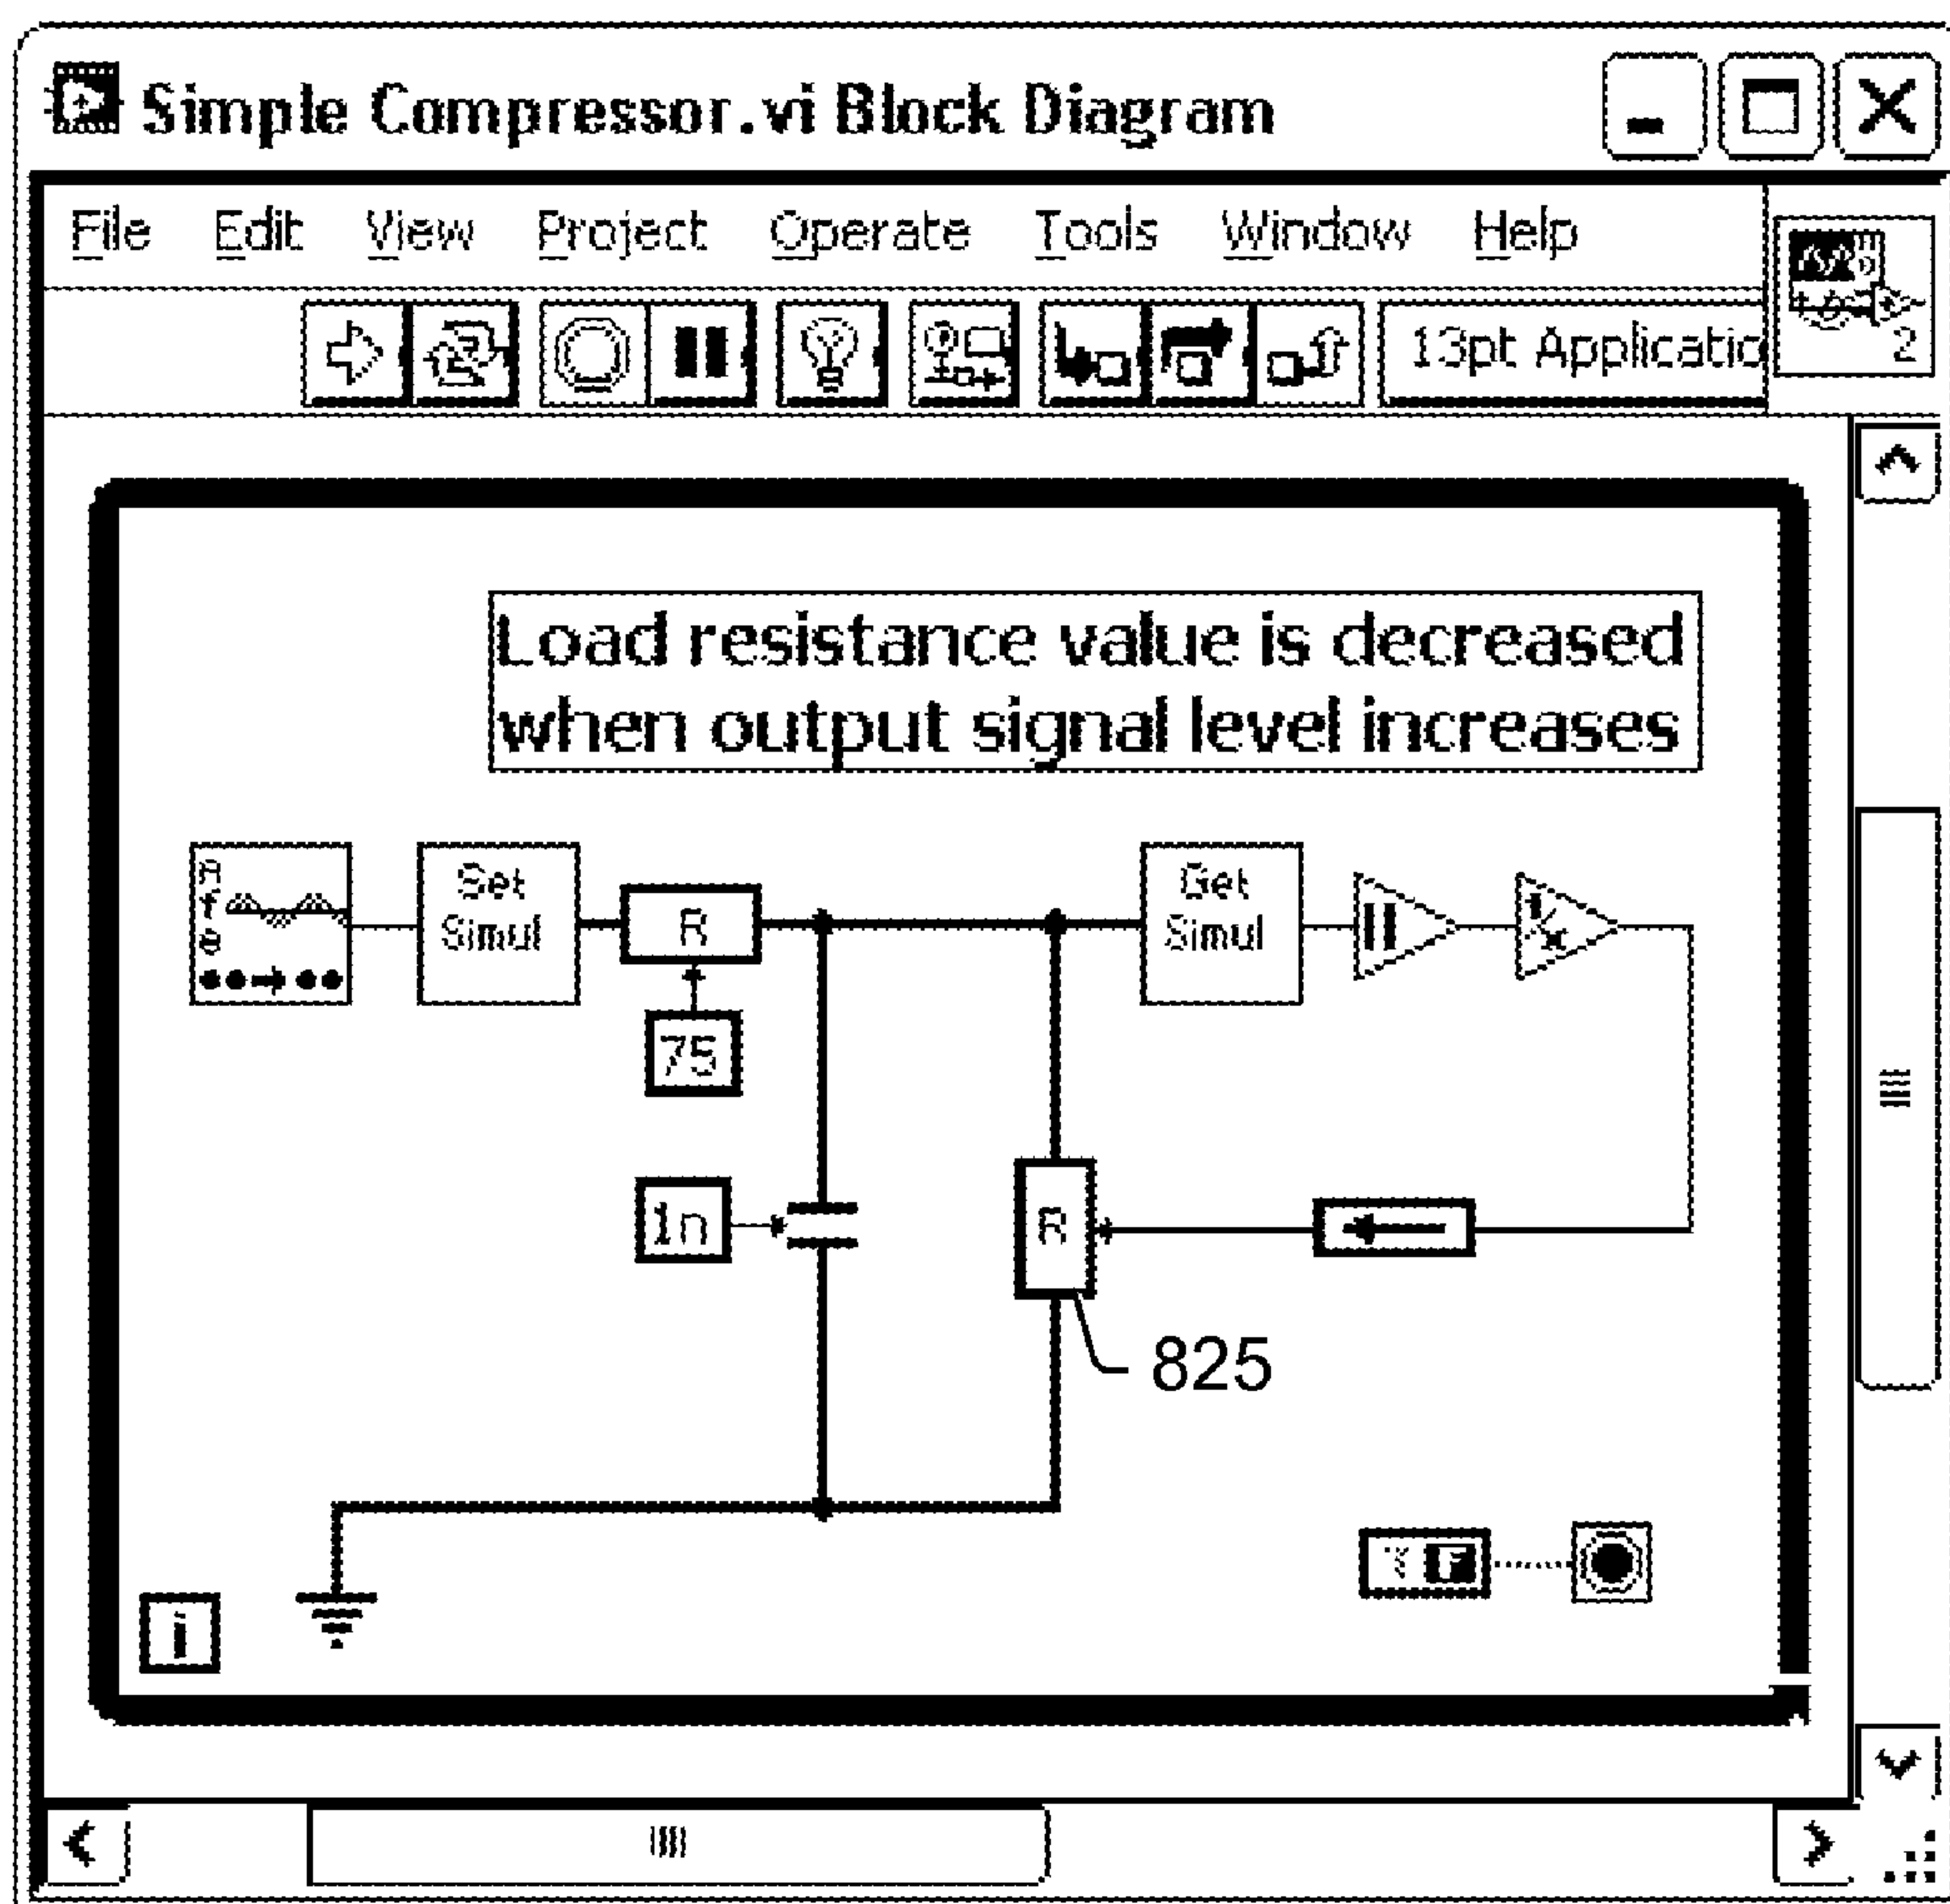 Simple Compressor.vi Block Diagram
File Edit View Project Operate Tools Window Help
13pt Applicatio
2
Load resistance value is decreased
when output signal level increases
Set
Simul
R
Get
Simul
75
1n
R
825
F
i